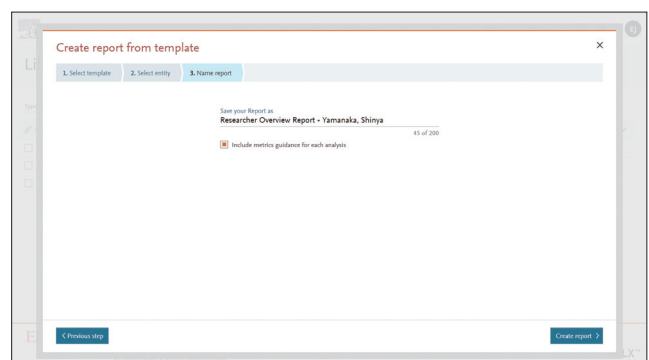 Create report from template
×
1. Select template 2. Select entity 3. Name report
Save your Report as
Researcher Overview Report - Yamanaka, Shinya
45 of 200
Include metrics guidance for each analysis
< Previous step
Create report >